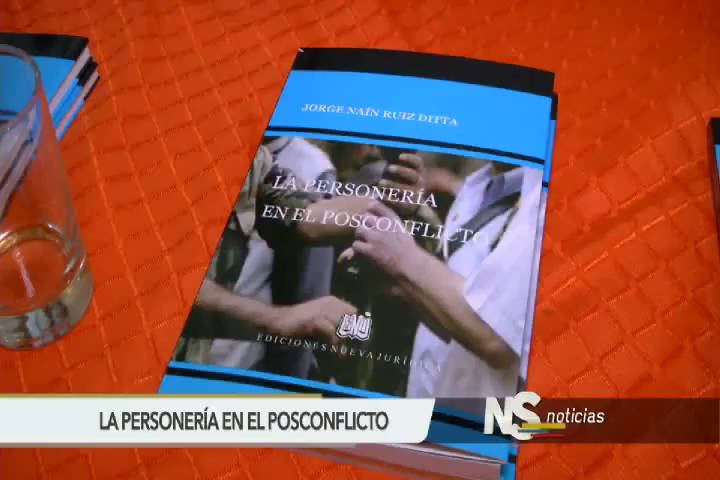 JORGE NAÍN RUIZ DITTA
LA PERSONERÍA
EN EL POSCONFLICTO
EDICIONES NUEVA JURÍDICA
LA PERSONERÍA EN EL POSCONFLICTO
NS noticias